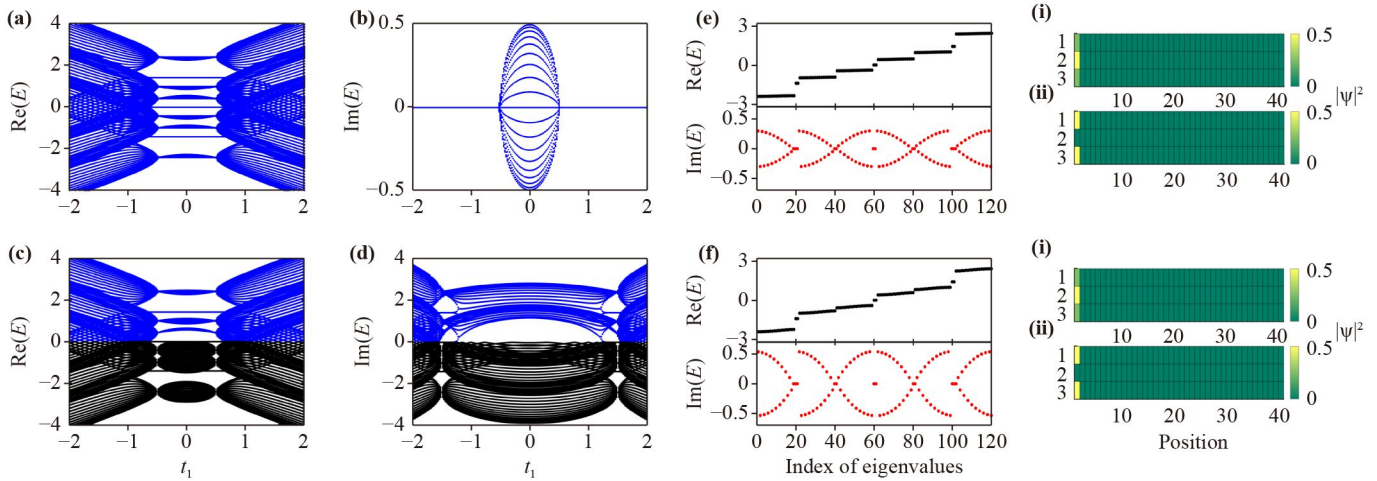 (a)
Re(E)
4
2
0
−2
−4
−2 −1 0 1 2
(b)
Im(E)
0.5
0
−0.5
−2 −1 0 1 2
(e)
Re(E)
3
0
−3
Im(E)
0.5
0
−0.5
0 20 40 60 80 100 120
(i)
1
2
3
0.5
0
10 20 30 40
|ψ|²
(ii)
1
2
3
0.5
0
10 20 30 40
(c)
Re(E)
4
2
0
−2
−4
−2 −1 0 1 2
t₁
(d)
Im(E)
4
2
0
−2
−4
−2 −1 0 1 2
t₁
(f)
Re(E)
3
0
−3
Im(E)
0.5
0
−0.5
0 20 40 60 80 100 120
Index of eigenvalues
(i)
1
2
3
0.5
0
10 20 30 40
|ψ|²
(ii)
1
2
3
0.5
0
10 20 30 40
Position